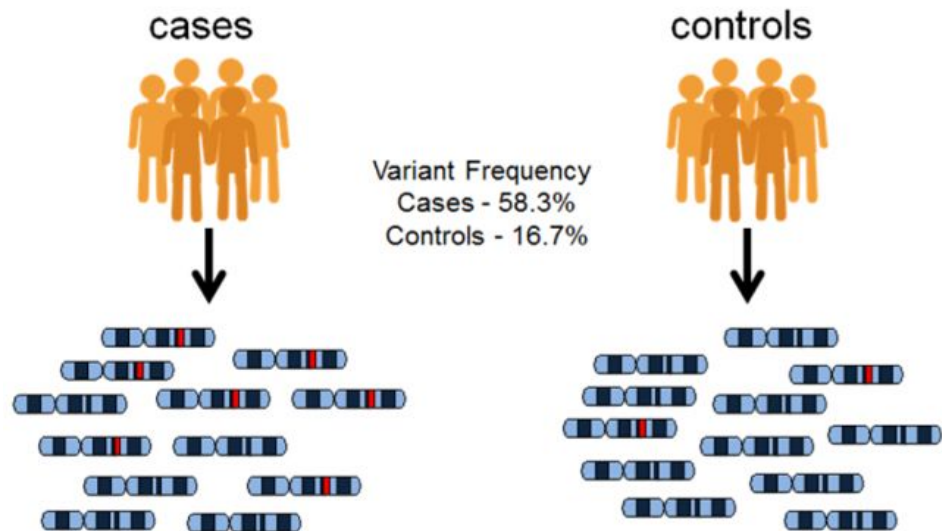 cases
controls
Variant Frequency
Cases - 58.3%
Controls - 16.7%